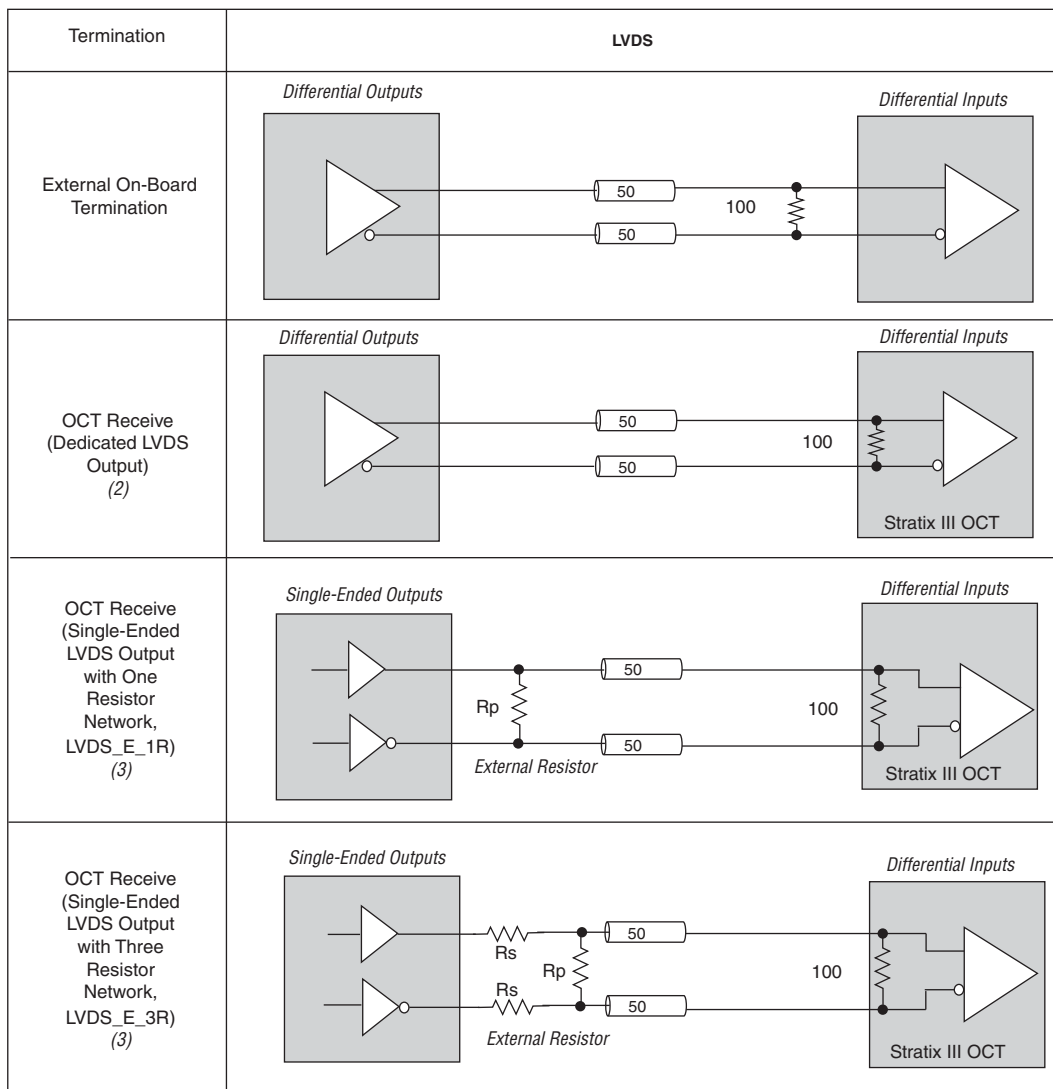 Termination
LVDS
External On-Board
Termination
Differential Outputs
Differential Inputs
50
50
100
OCT Receive
(Dedicated LVDS
Output)
(2)
Differential Outputs
Differential Inputs
50
50
100
Stratix III OCT
OCT Receive
(Single-Ended
LVDS Output
with One
Resistor
Network,
LVDS_E_1R)
(3)
Single-Ended Outputs
Differential Inputs
50
Rp
100
50
External Resistor
Stratix III OCT
OCT Receive
(Single-Ended
LVDS Output
with Three
Resistor
Network,
LVDS_E_3R)
(3)
Single-Ended Outputs
Differential Inputs
50
Rs
Rp
100
Rs
50
External Resistor
Stratix III OCT